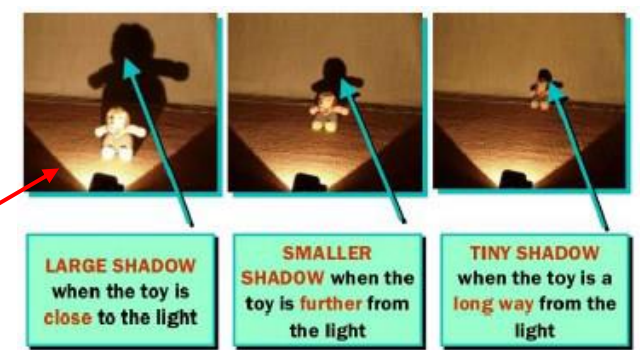 LARGE SHADOW
when the toy is
close to the light
SMALLER
SHADOW when the
toy is further from
the light
TINY SHADOW
when the toy is a
long way from the
light